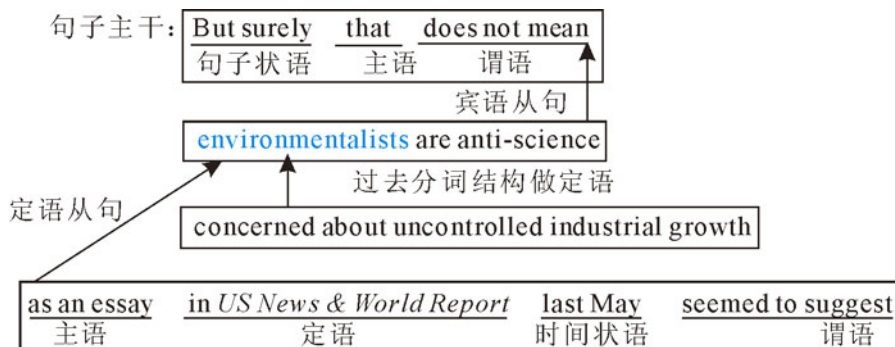 句子主干: But surely that does not mean
句子状语 主语 谓语
宾语从句
environmentalists are anti-science
过去分词结构做定语
定语从句
concerned about uncontrolled industrial growth
as an essay in US News & World Report last May seemed to suggest
主语 定语 时间状语 谓语